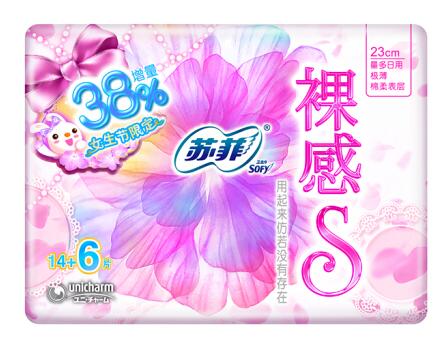 38%增量
女生节限定
苏菲®
卫生巾
SOFY
23cm
量多日用
极薄
棉柔表层
裸感S
用起来仿若没有存在
14+6片
unicharm
ユニ・チャーム